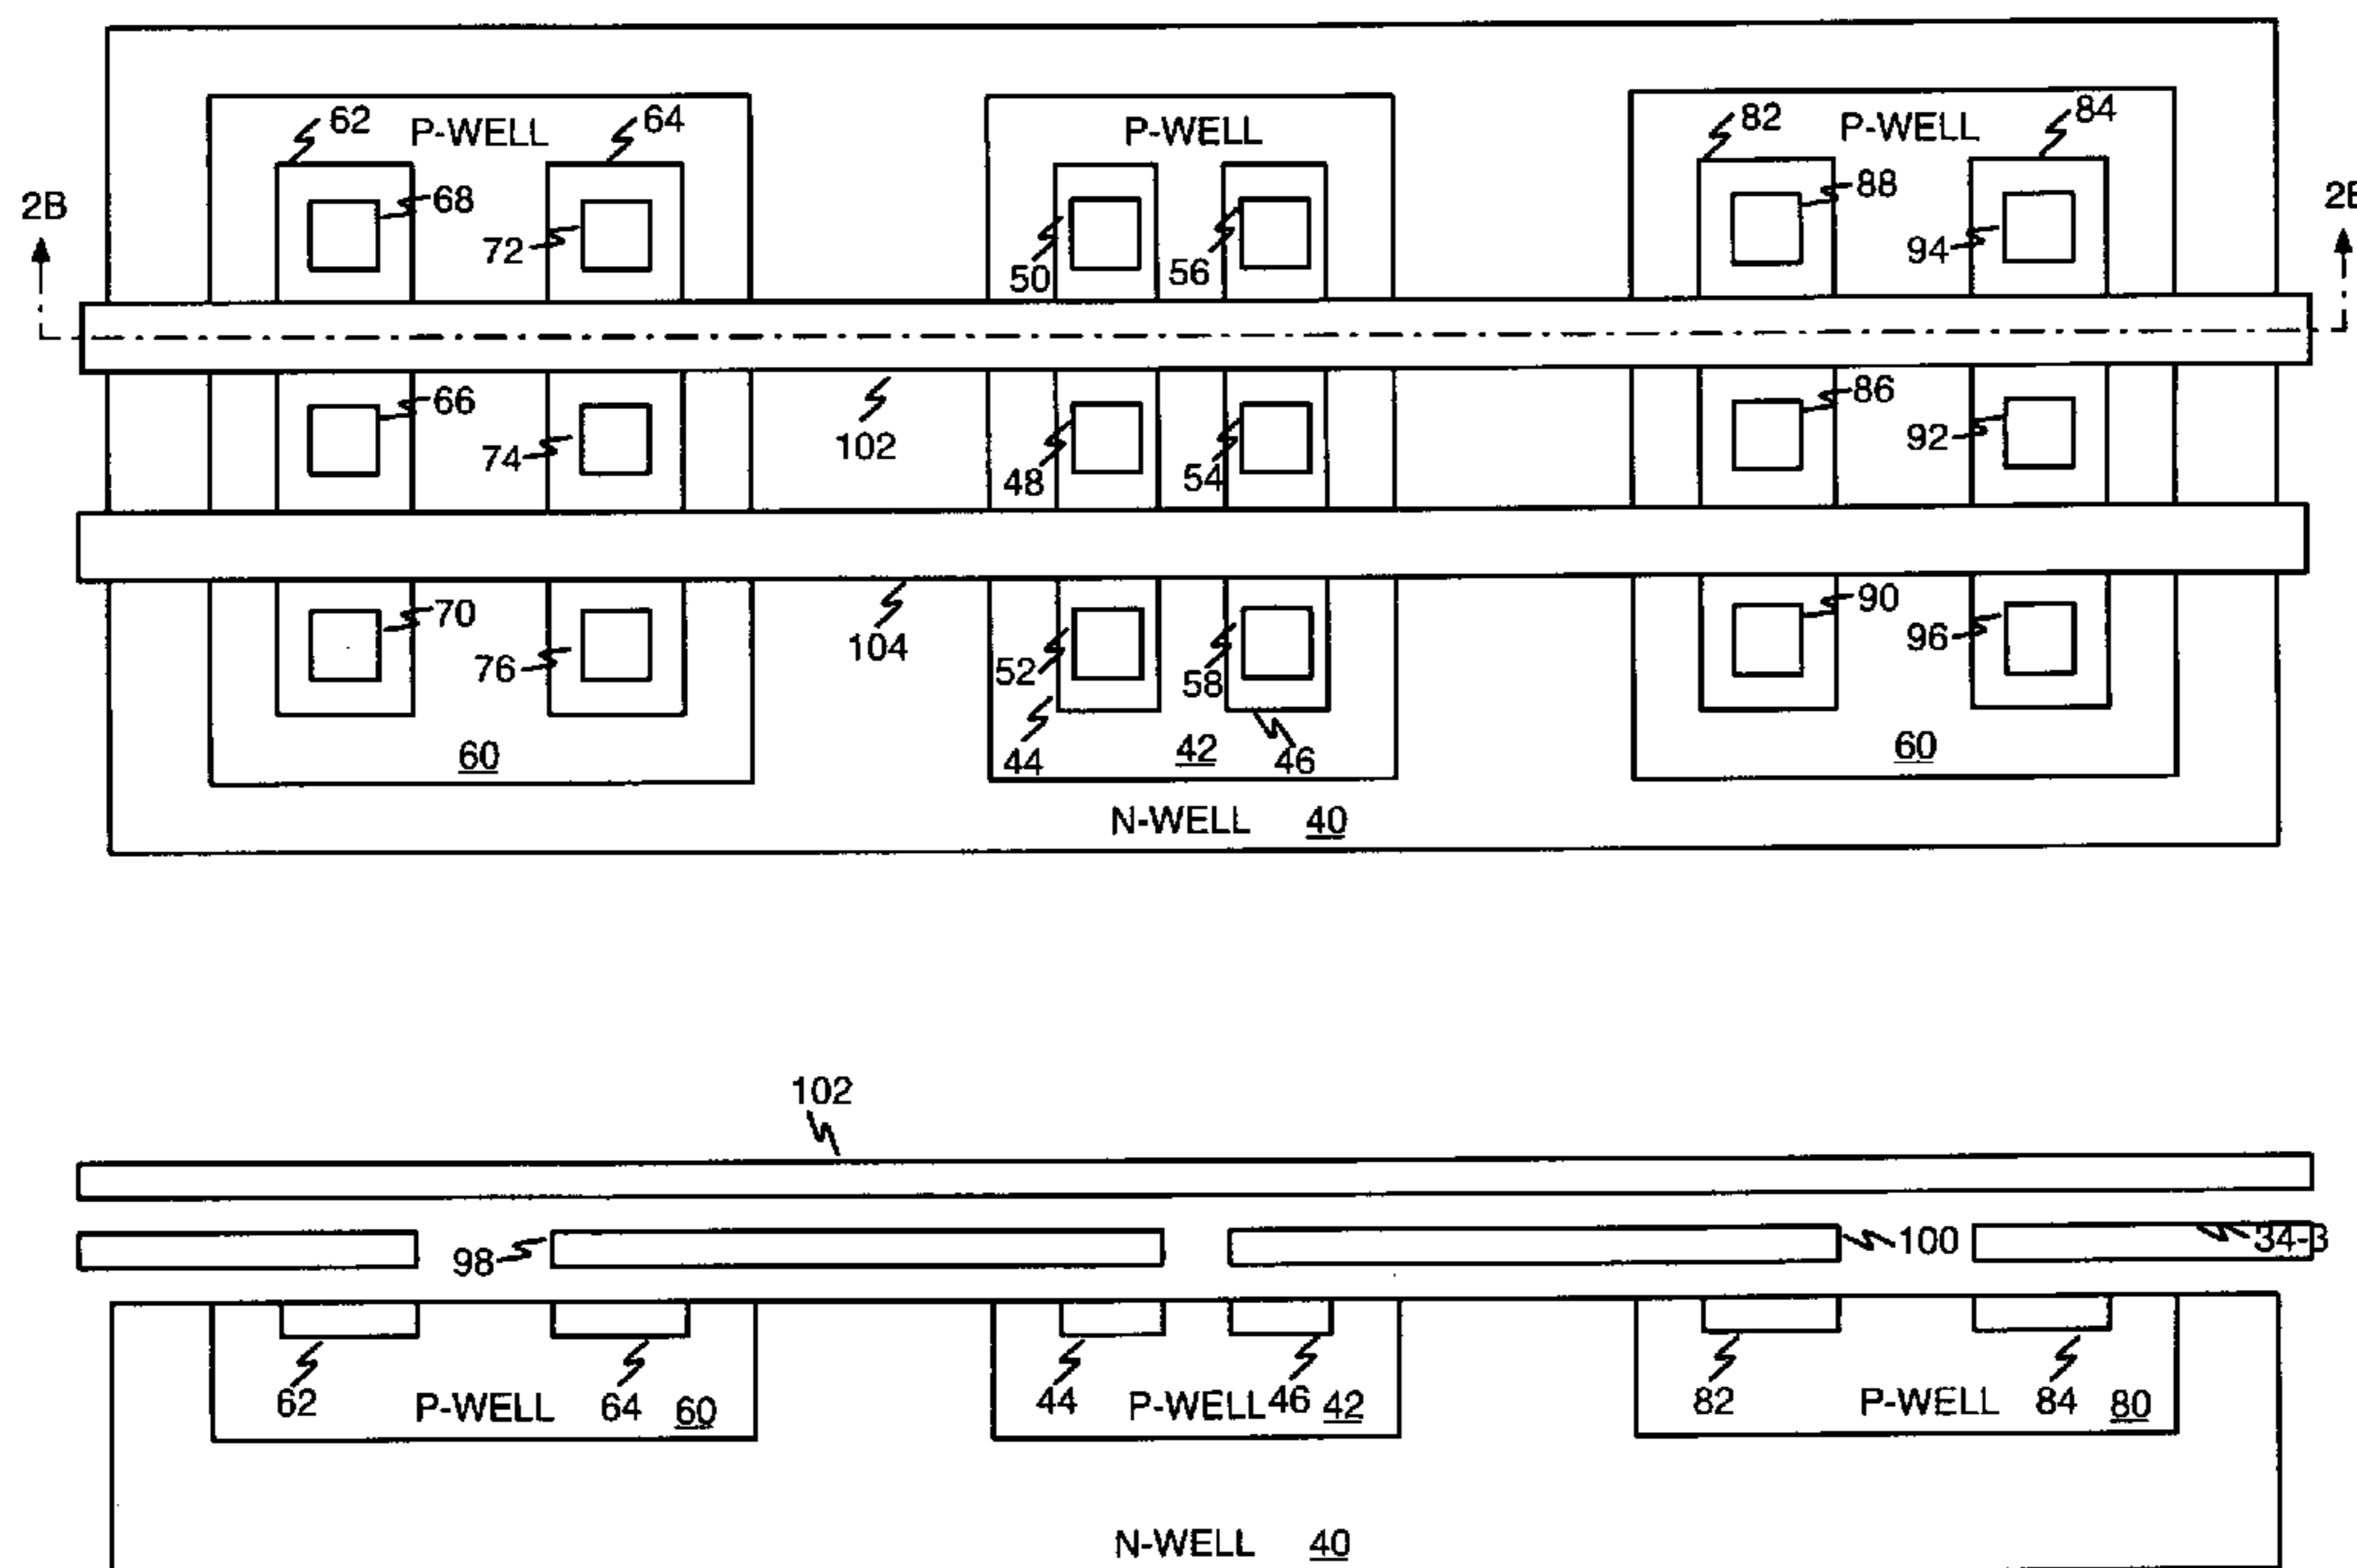 62 P-WELL 64 P-WELL 82 P-WELL 84
2B 68 88 2B
72 50 56 94
66 86
102
74 48 54 92
70 90
104
76 52 58 96
60 44 42 46 60
N-WELL 40
102
98 100 34-3
62 P-WELL 64 60 44 P-WELL 46 42 82 P-WELL 84 80
N-WELL 40